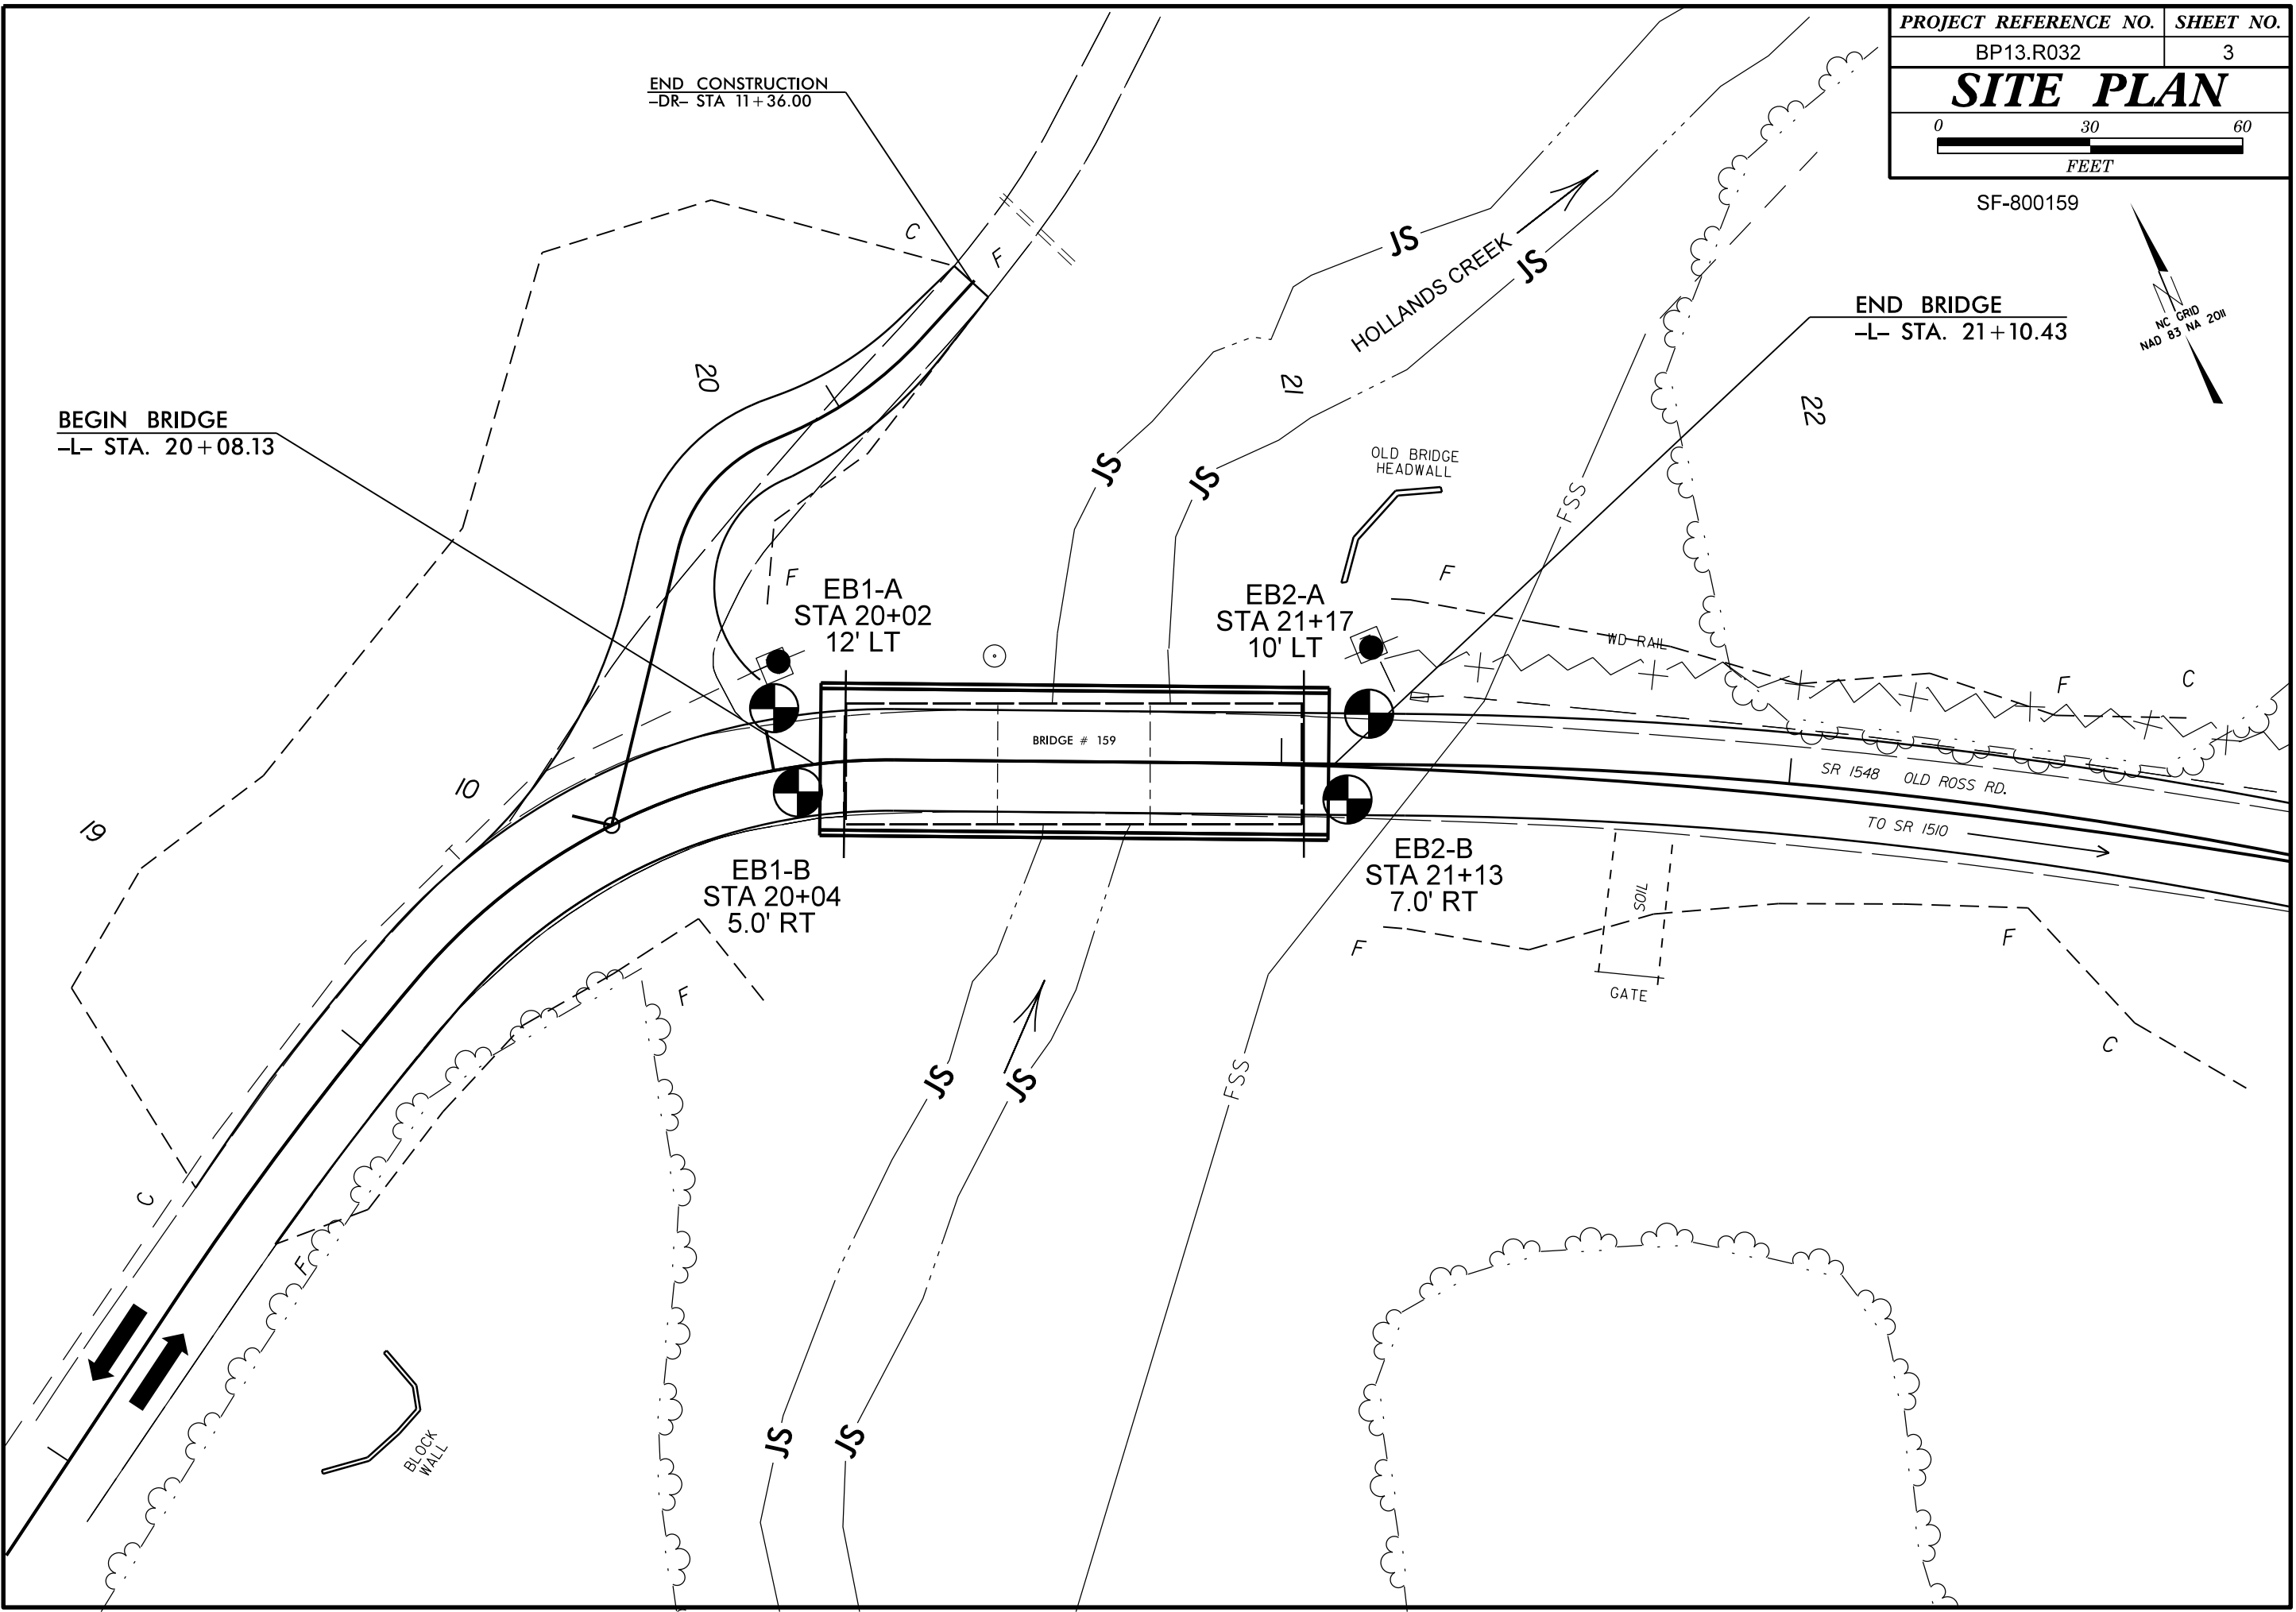 PROJECT REFERENCE NO. SHEET NO.
BP13.R032 3
SITE PLAN
0 30 60
FEET
SF-800159
NC GRID
NAD 83 NA 2011
END CONSTRUCTION
-DR- STA 11+36.00
C
F
JS
HOLLANDS CREEK
JS
END BRIDGE
-L- STA. 21+10.43
20
21
22
BEGIN BRIDGE
-L- STA. 20+08.13
JS
JS
OLD BRIDGE
HEADWALL
FSS
F
EB1-A
STA 20+02
12' LT
EB2-A
STA 21+17
10' LT
F
WD RAIL
F
C
BRIDGE # 159
10
19
SR 1548 OLD ROSS RD.
TO SR 1510
EB1-B
STA 20+04
5.0' RT
EB2-B
STA 21+13
7.0' RT
SOIL
GATE
F
F
F
C
JS
JS
FSS
C
F
JS
JS
BLOCK
WALL